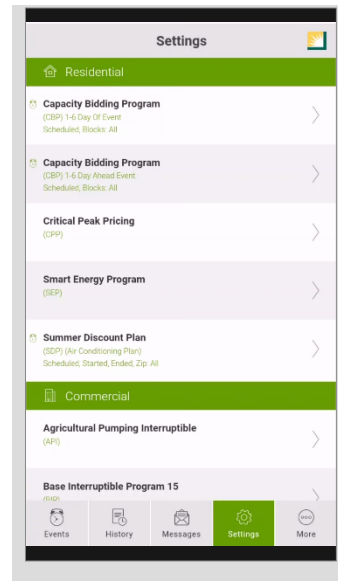 Settings
Residential
Capacity Bidding Program
(CBP) 1-6 Day Of Event
Scheduled, Blocks: All
Capacity Bidding Program
(CBP) 1-6 Day Ahead Event
Scheduled, Blocks: All
Critical Peak Pricing
(CPP)
Smart Energy Program
(SEP)
Summer Discount Plan
(SDP) (Air Conditioning Plan)
Scheduled, Started, Ended, Zip: All
Commercial
Agricultural Pumping Interruptible
(API)
Base Interruptible Program 15
(BIP)
Events
History
Messages
Settings
More